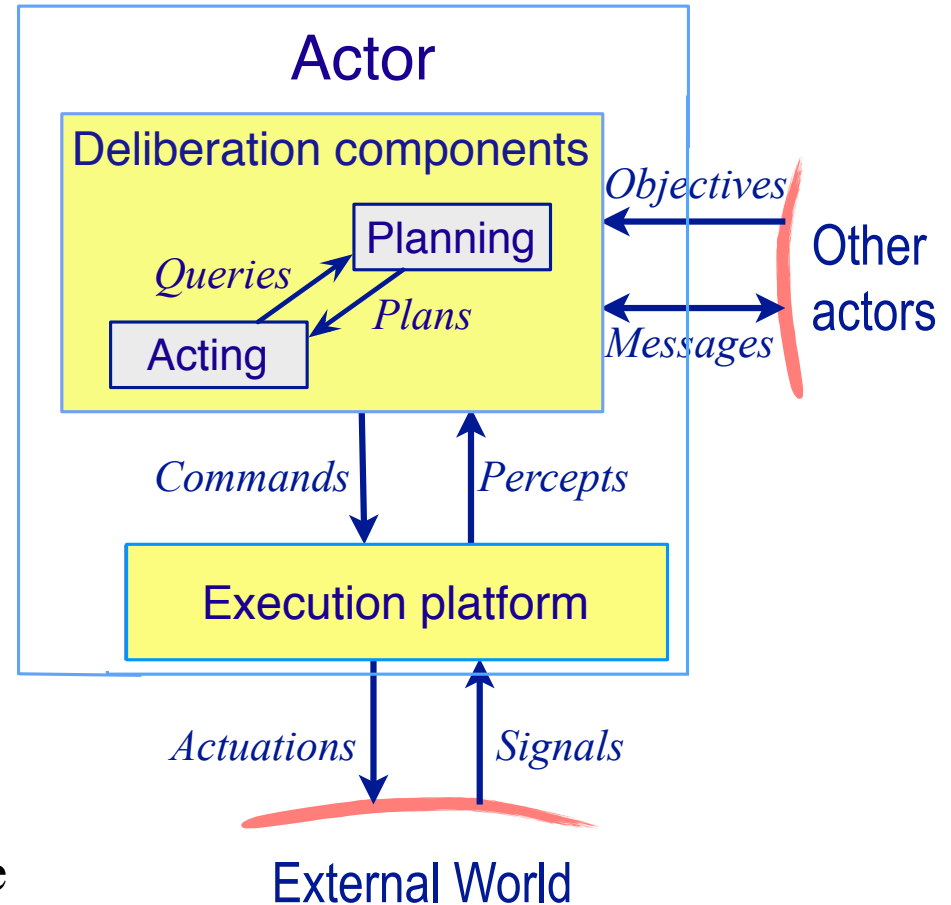 Actor
Deliberation components
Objectives
Planning
Other
actors
Queries
Plans
Messages
Acting
Commands
Percepts
Execution platform
Actuations
Signals
External World
e